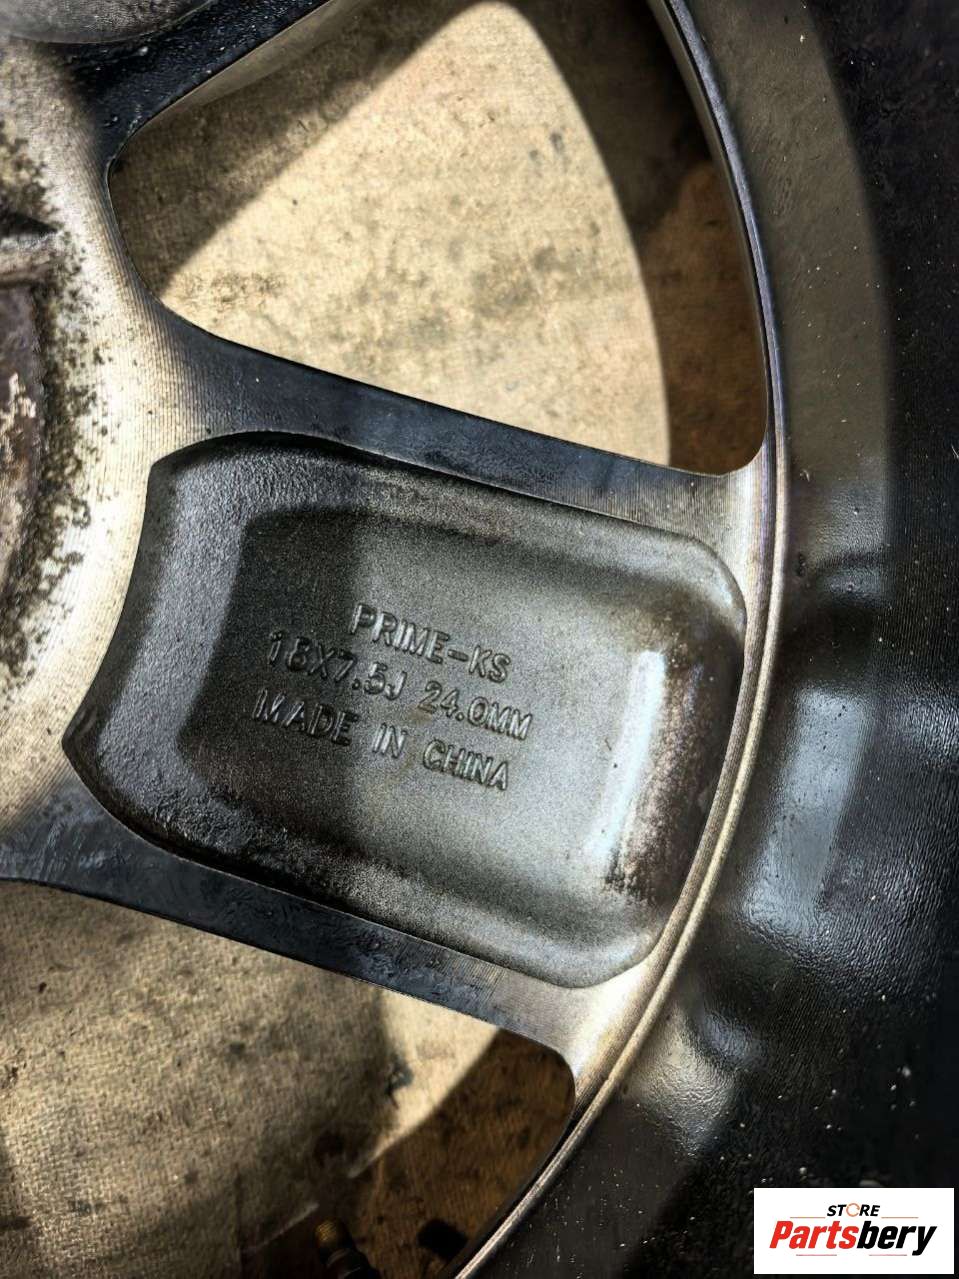 PRIME-KS
18X7.5J 24.0MM
MADE IN CHINA
STORE
Partsbery